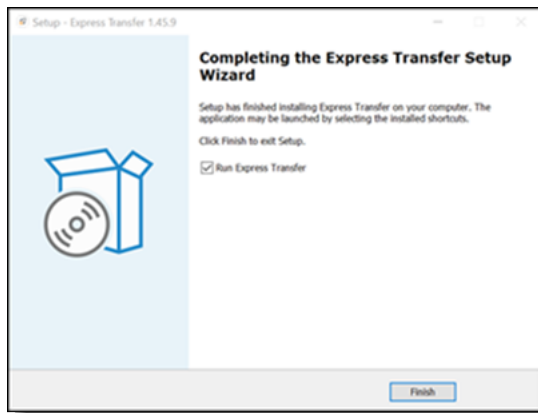 Setup - Express Transfer 1.45.9
Completing the Express Transfer Setup
Wizard
Setup has finished installing Express Transfer on your computer. The
application may be launched by selecting the installed shortcuts.
Click Finish to exit Setup.
Run Express Transfer
Finish